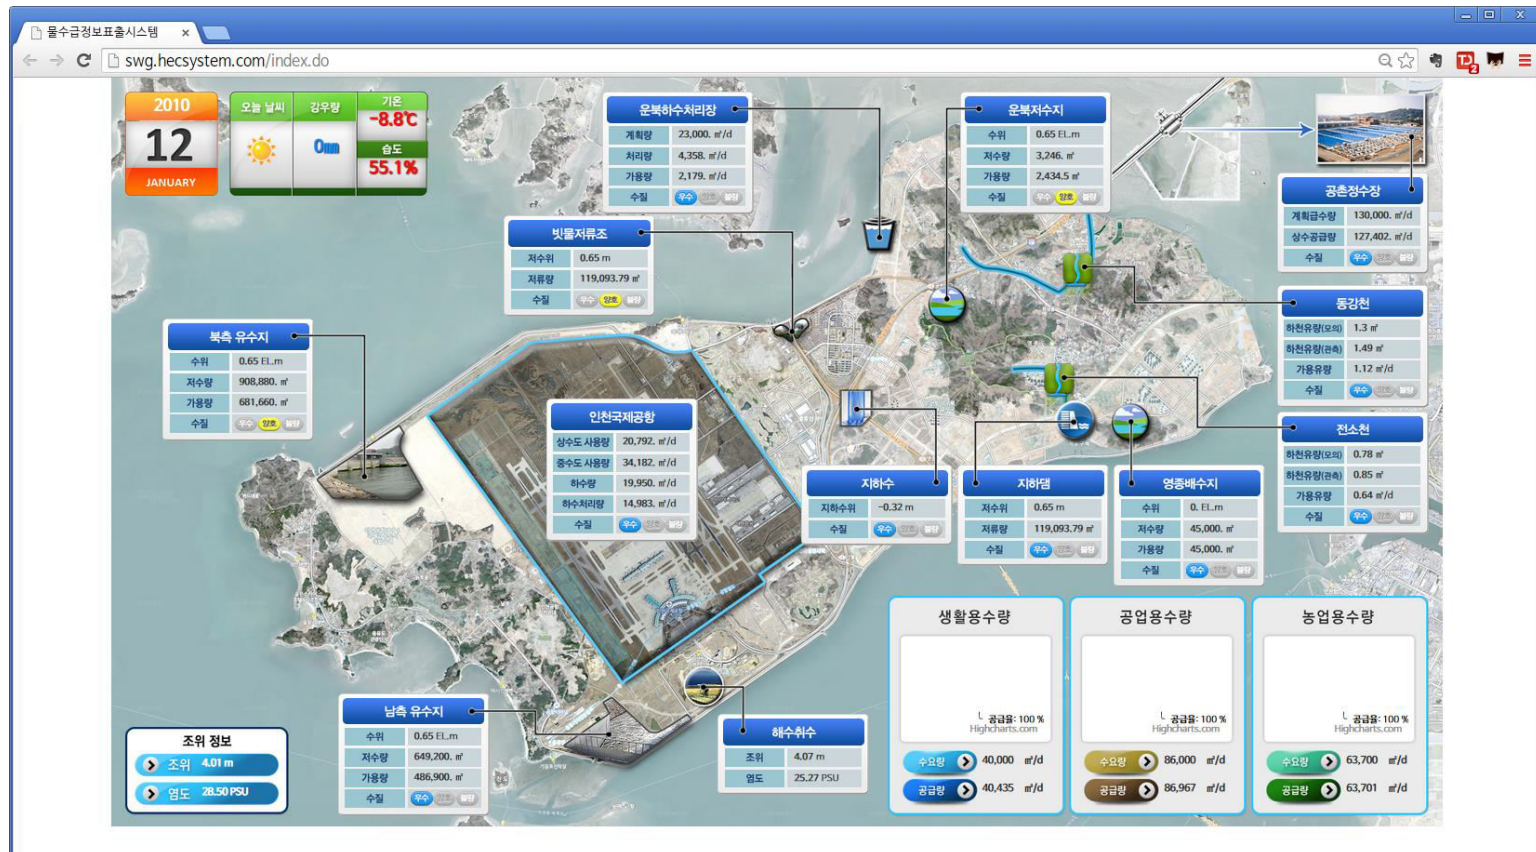 물수급정보표출시스템
swg.hecsystem.com/index.do
2010
12
JANUARY
오늘 날씨
강우량
0mm
기온
-8.8℃
습도
55.1%
운북하수처리장
계획량 23,000. ㎥/d
처리량 4,358. ㎥/d
가용량 2,179. ㎥/d
수질 우수 양호 불량
운북저수지
수위 0.65 EL.m
저수량 3,246. ㎥
가용량 2,434.5 ㎥
수질 우수 양호 불량
공촌정수장
계획급수량 130,000. ㎥/d
상수공급량 127,402. ㎥/d
수질 우수 양호 불량
빗물저류조
저수위 0.65 m
저류량 119,093.79 ㎥
수질 우수 양호 불량
동강천
하천유량(모의) 1.3 ㎥
하천유량(관측) 1.49 ㎥
가용유량 1.12 ㎥/d
수질 우수 양호 불량
북측 유수지
수위 0.65 EL.m
저수량 908,880. ㎥
가용량 681,660. ㎥
수질 우수 양호 불량
인천국제공항
상수도 사용량 20,792. ㎥/d
중수도 사용량 34,182. ㎥/d
하수량 19,950. ㎥/d
하수처리량 14,983. ㎥/d
수질 우수 양호 불량
전소천
하천유량(모의) 0.78 ㎥
하천유량(관측) 0.85 ㎥
가용유량 0.64 ㎥/d
수질 우수 양호 불량
지하수
지하수위 -0.32 m
수질 우수 양호 불량
지하댐
저수위 0.65 m
저류량 119,093.79 ㎥
수질 우수 양호 불량
영종배수지
수위 0. EL.m
저수량 45,000. ㎥
가용량 45,000. ㎥
수질 우수 양호 불량
남측 유수지
수위 0.65 EL.m
저수량 649,200. ㎥
가용량 486,900. ㎥
수질 우수 양호 불량
해수취수
조위 4.07 m
염도 25.27 PSU
조위 정보
조위 4.01 m
염도 28.50 PSU
생활용수량
공급율: 100 %
Highcharts.com
수요량 40,000 ㎥/d
공급량 40,435 ㎥/d
공업용수량
공급율: 100 %
Highcharts.com
수요량 86,000 ㎥/d
공급량 86,967 ㎥/d
농업용수량
공급율: 100 %
Highcharts.com
수요량 63,700 ㎥/d
공급량 63,701 ㎥/d